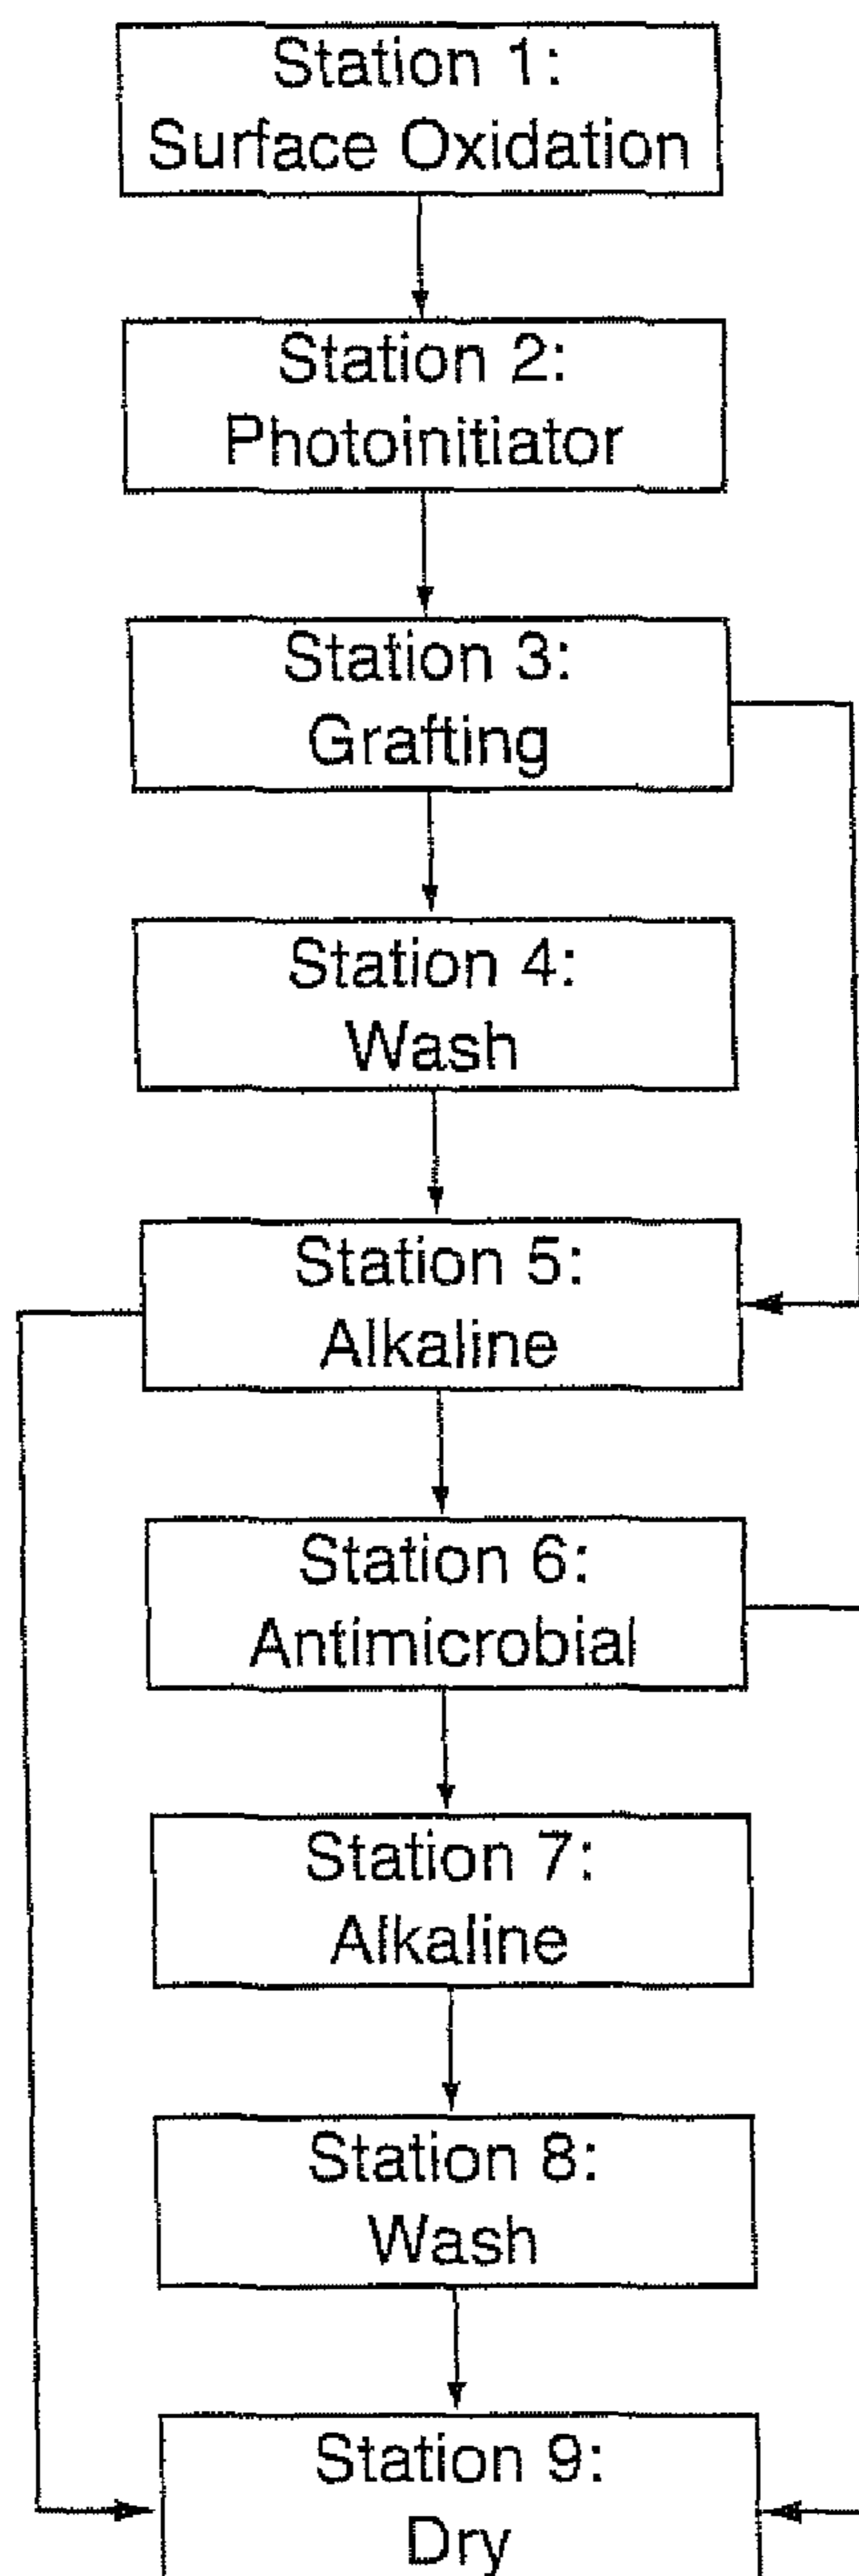 Station 1:
Surface Oxidation
Station 2:
Photoinitiator
Station 3:
Grafting
Station 4:
Wash
Station 5:
Alkaline
Station 6:
Antimicrobial
Station 7:
Alkaline
Station 8:
Wash
Station 9:
Dry